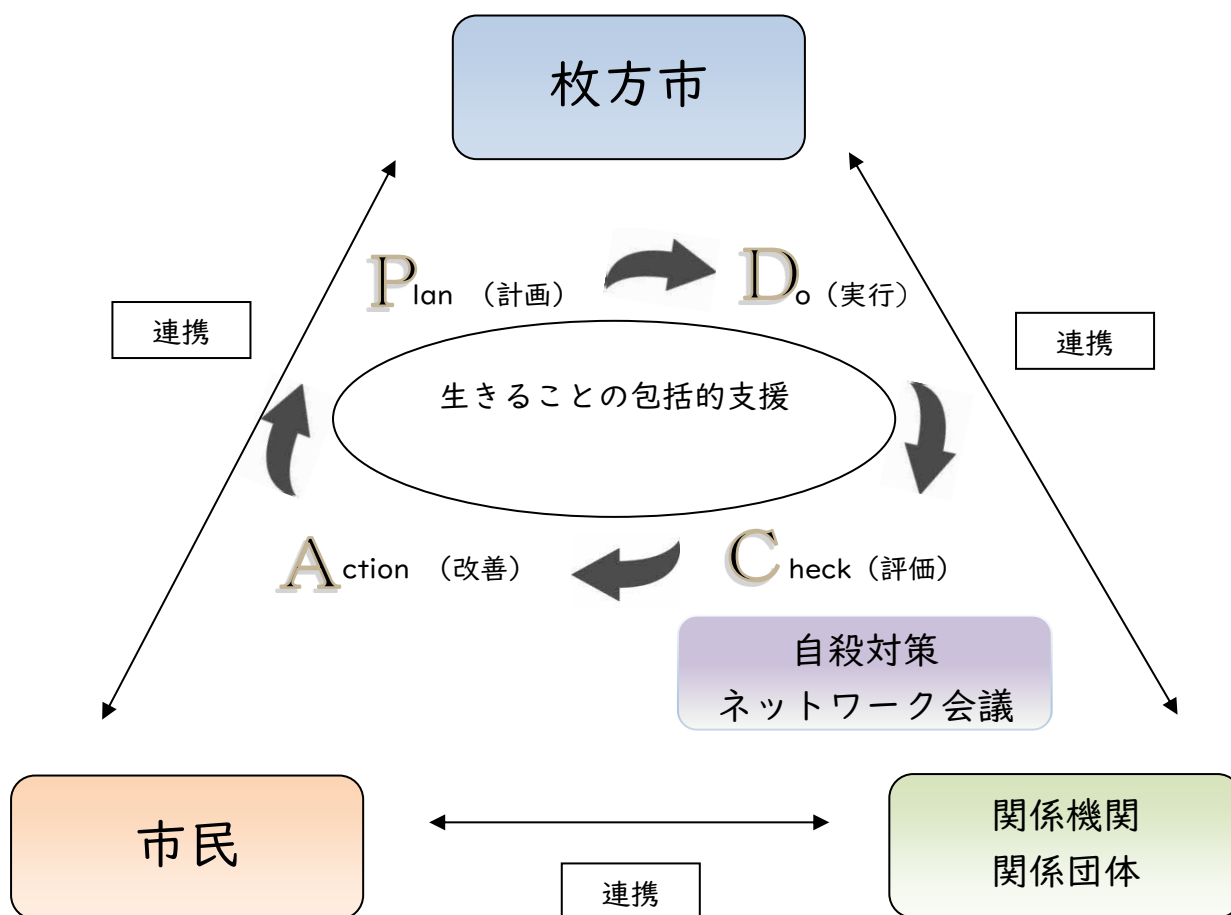 枚方市
Plan （計画）
Do（実行）
連携
連携
生きることの包括的支援
Action （改善）
Check（評価）
自殺対策
ネットワーク会議
市民
関係機関
関係団体
連携